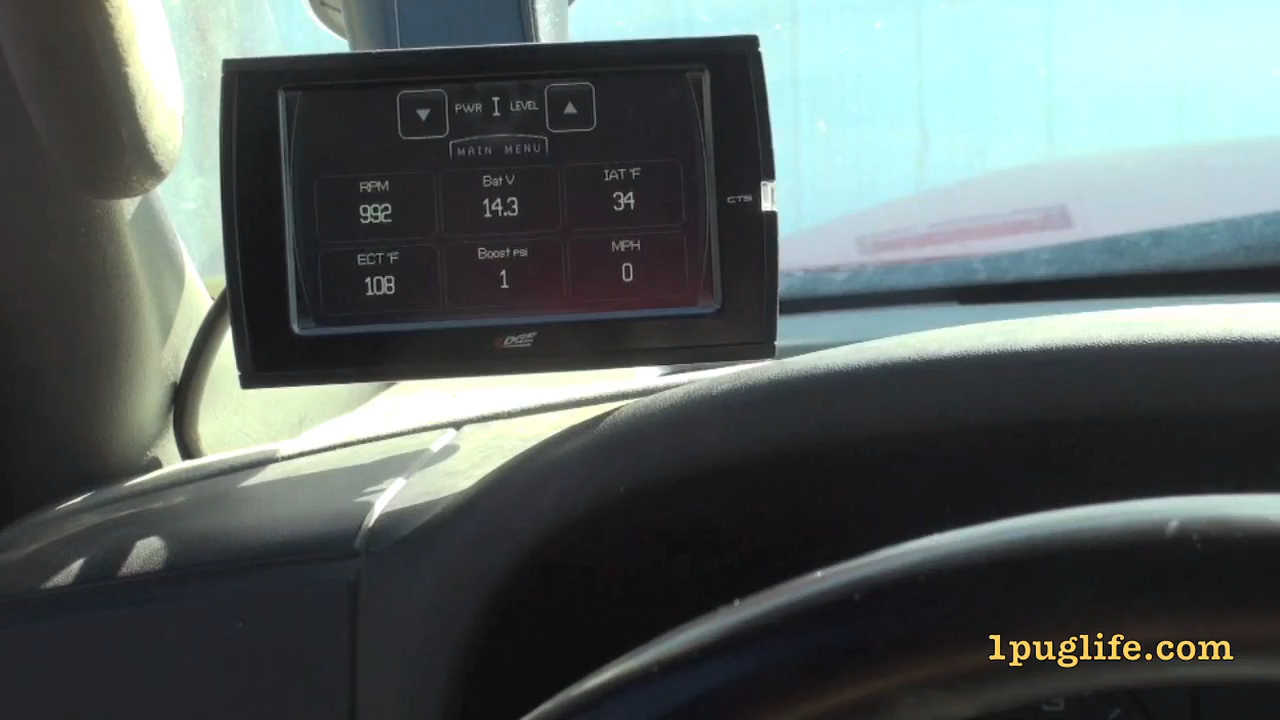 PWR I LEVEL
MAIN MENU
RPM
992
Bat V
14.3
IAT °F
34
ECT °F
108
Boost PSI
1
MPH
0
CTS
EDGE
1puglife.com